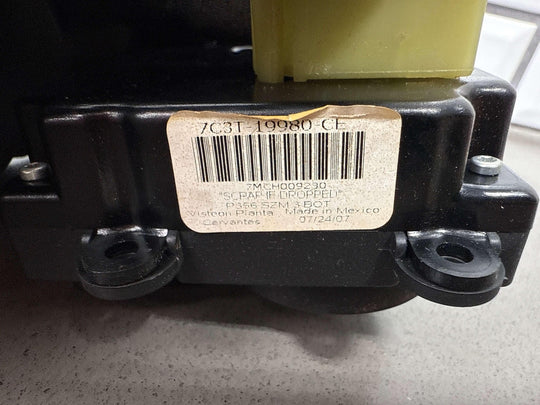 7C3T-19980-CE
7MCH009230
"SCRAP IF DROPPED"
P356 SZM 3 BOT
Visteon Planta Made in Mexico
Cervantes 07/24/07